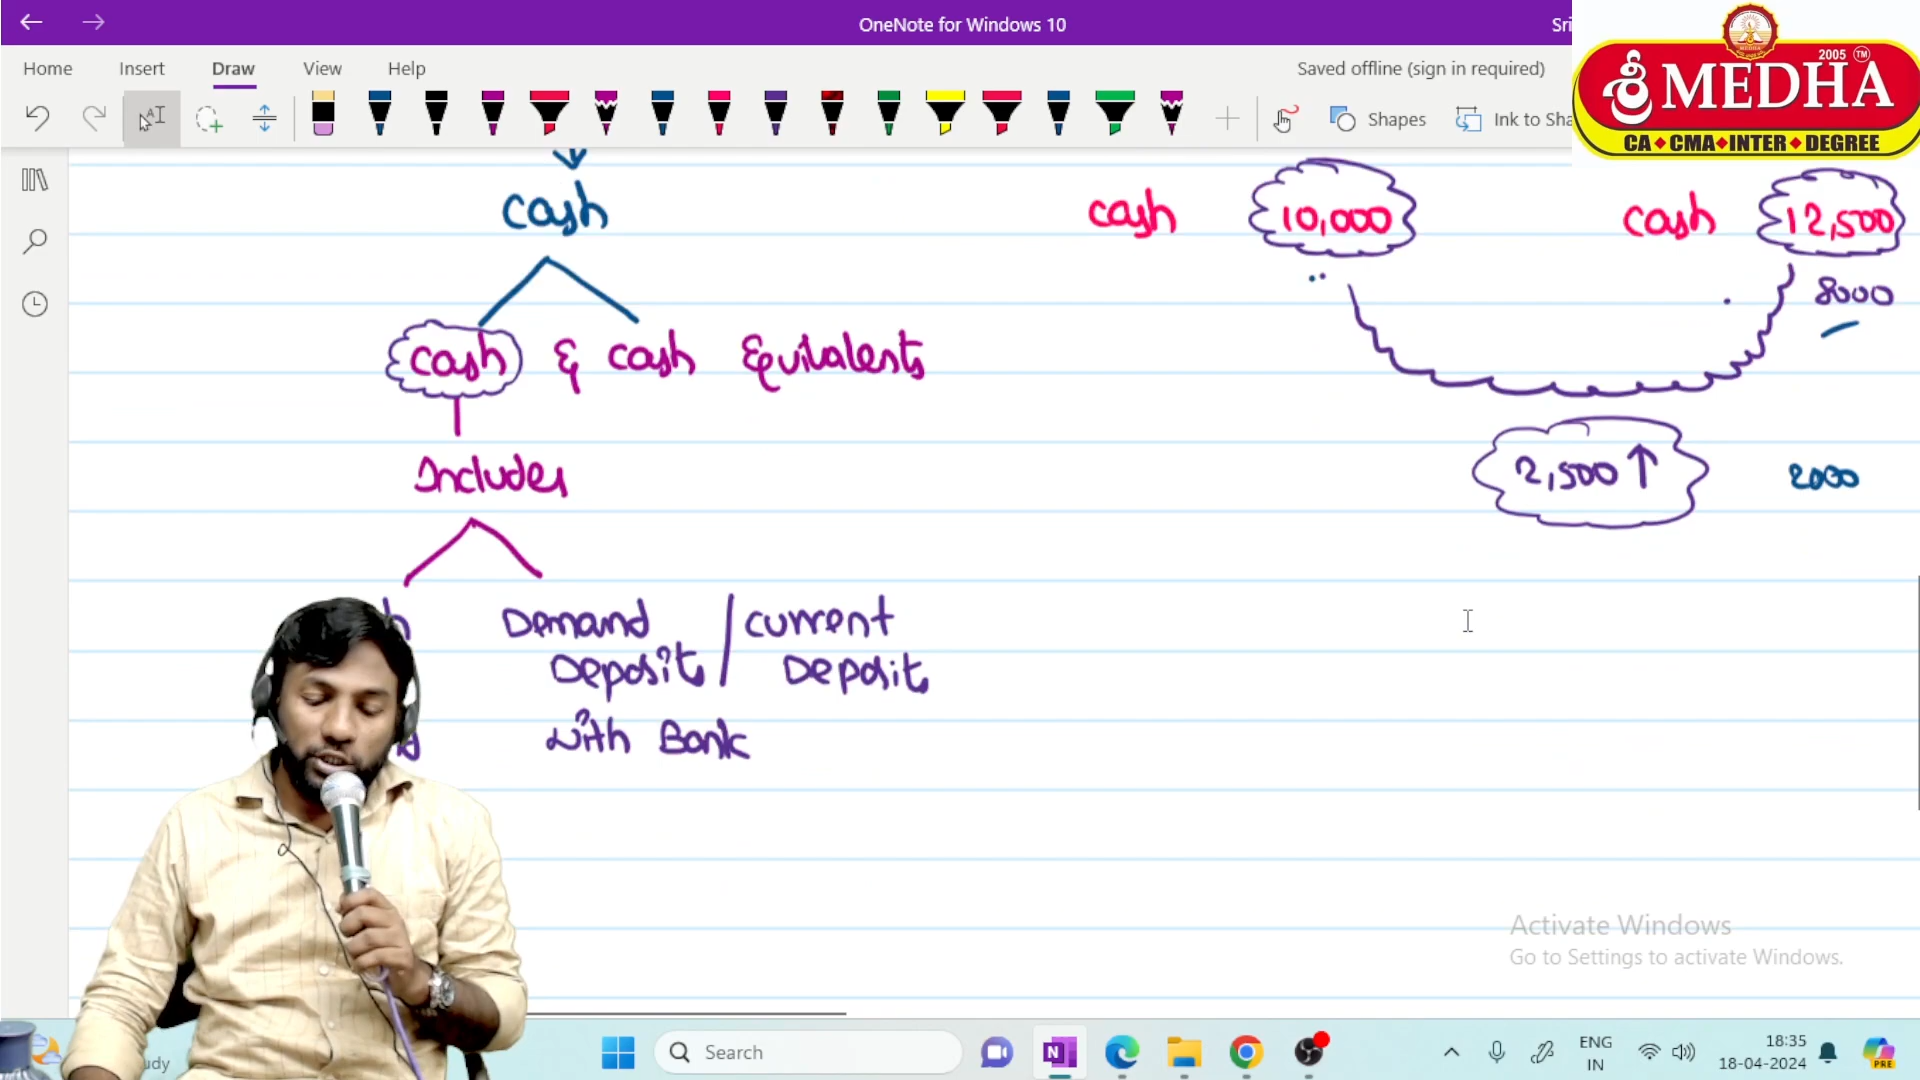 OneNote for Windows 10
Home Insert Draw View Help
Saved offline (sign in required)
Shapes
2005 TM
MEDHA
CA ♦ CMA ♦ INTER ♦ DEGREE
Cash
cash 10,000
cash 12,500
8000
cash & cash Equivalents
2,500 ↑
2000
Includes
Demand / current
Deposit Deposit
with Bank
Activate Windows
Go to Settings to activate Windows.
Search
ENG
IN
18:35
18-04-2024
PRE